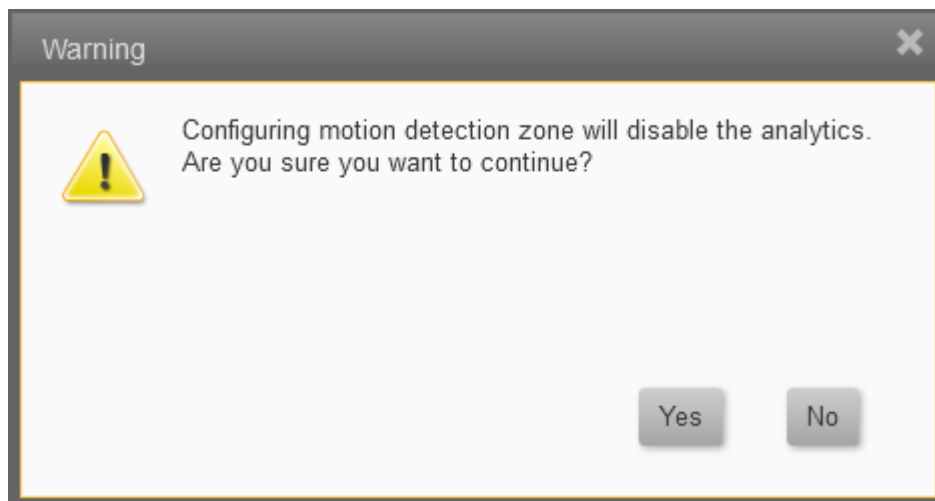 Warning
Configuring motion detection zone will disable the analytics.
Are you sure you want to continue?
Yes
No